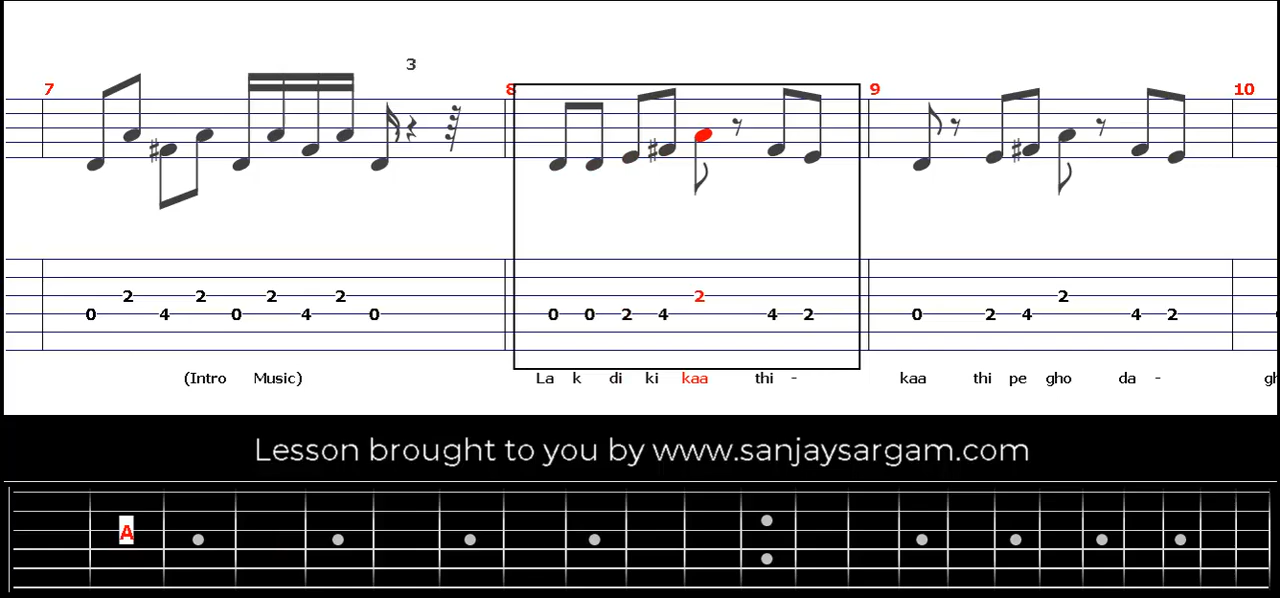 3
7 8 9 10
2 2 2 2 2 2
0 4 0 4 0 0 0 2 4 4 2 0 2 4 4 2
(Intro Music) La k di ki kaa thi - kaa thi pe gho da -
Lesson brought to you by www.sanjaysargam.com
A